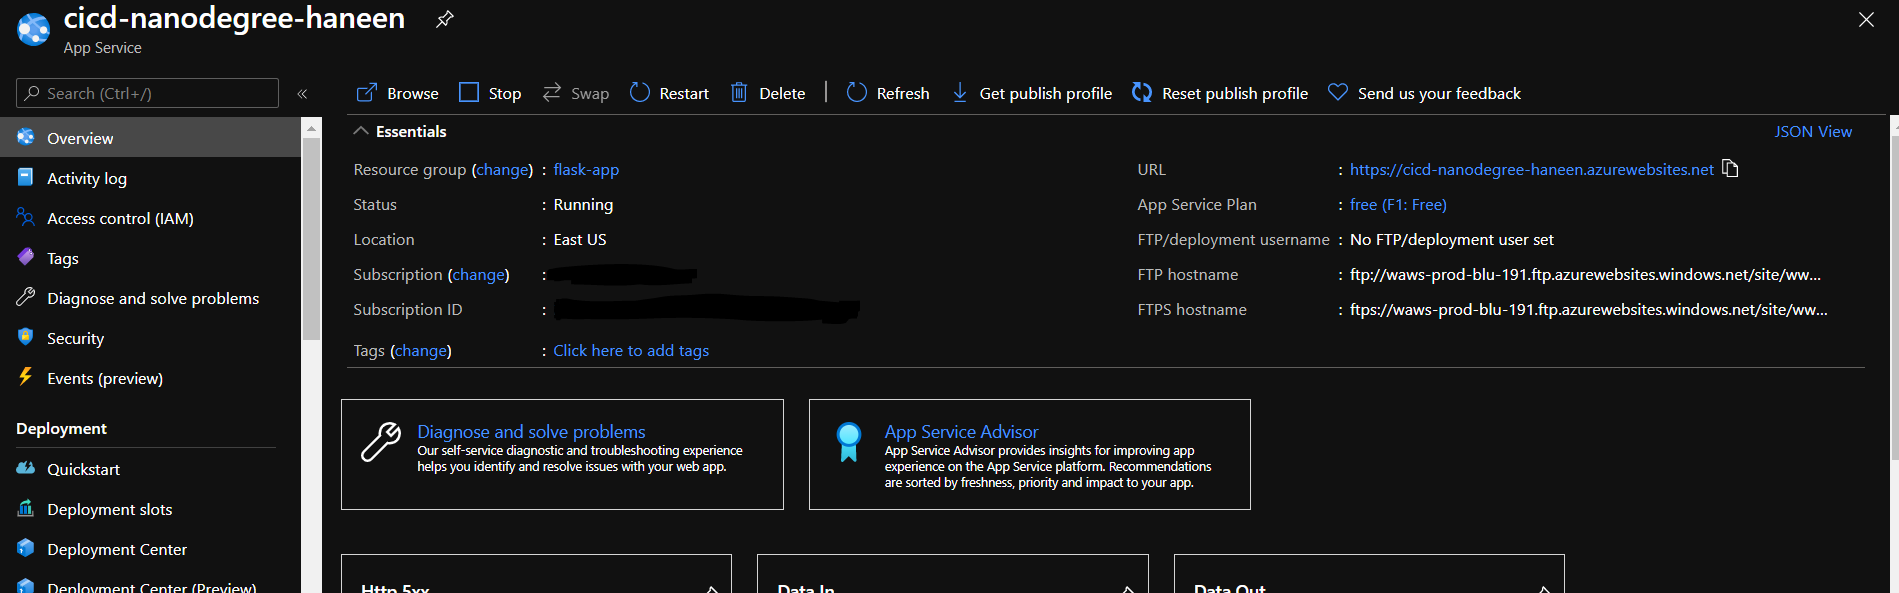 cicd-nanodegree-haneen
App Service
Search (Ctrl+/)
«
Browse
Stop
Swap
Restart
Delete
Refresh
Get publish profile
Reset publish profile
Send us your feedback
Overview
Activity log
Access control (IAM)
Tags
Diagnose and solve problems
Security
Events (preview)
Deployment
Quickstart
Deployment slots
Deployment Center
Deployment Center (Preview)
Essentials
JSON View
Resource group (change) : flask-app
Status : Running
Location : East US
Subscription (change) :
Subscription ID :
Tags (change) : Click here to add tags
URL : https://cicd-nanodegree-haneen.azurewebsites.net
App Service Plan : free (F1: Free)
FTP/deployment username : No FTP/deployment user set
FTP hostname : ftp://waws-prod-blu-191.ftp.azurewebsites.windows.net/site/ww...
FTPS hostname : ftps://waws-prod-blu-191.ftp.azurewebsites.windows.net/site/ww...
Diagnose and solve problems
Our self-service diagnostic and troubleshooting experience
helps you identify and resolve issues with your web app.
App Service Advisor
App Service Advisor provides insights for improving app
experience on the App Service platform. Recommendations
are sorted by freshness, priority and impact to your app.
Http 5xx
Data In
Data Out